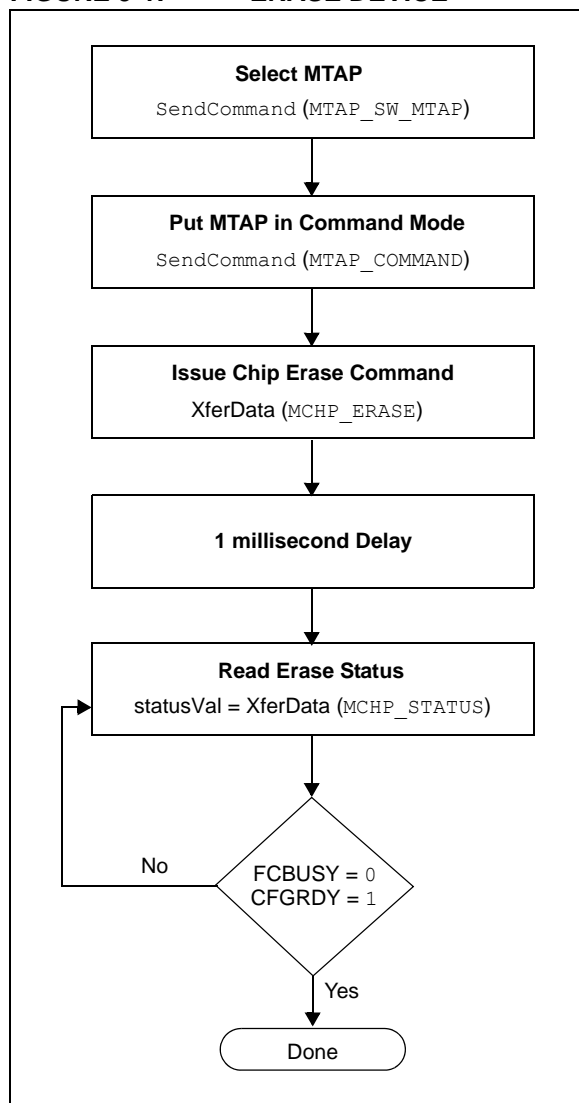 Select MTAP
SendCommand (MTAP_SW_MTAP)
Put MTAP in Command Mode
SendCommand (MTAP_COMMAND)
Issue Chip Erase Command
XferData (MCHP_ERASE)
1 millisecond Delay
Read Erase Status
statusVal = XferData (MCHP_STATUS)
No
FCBUSY = 0
CFGRDY = 1
Yes
Done